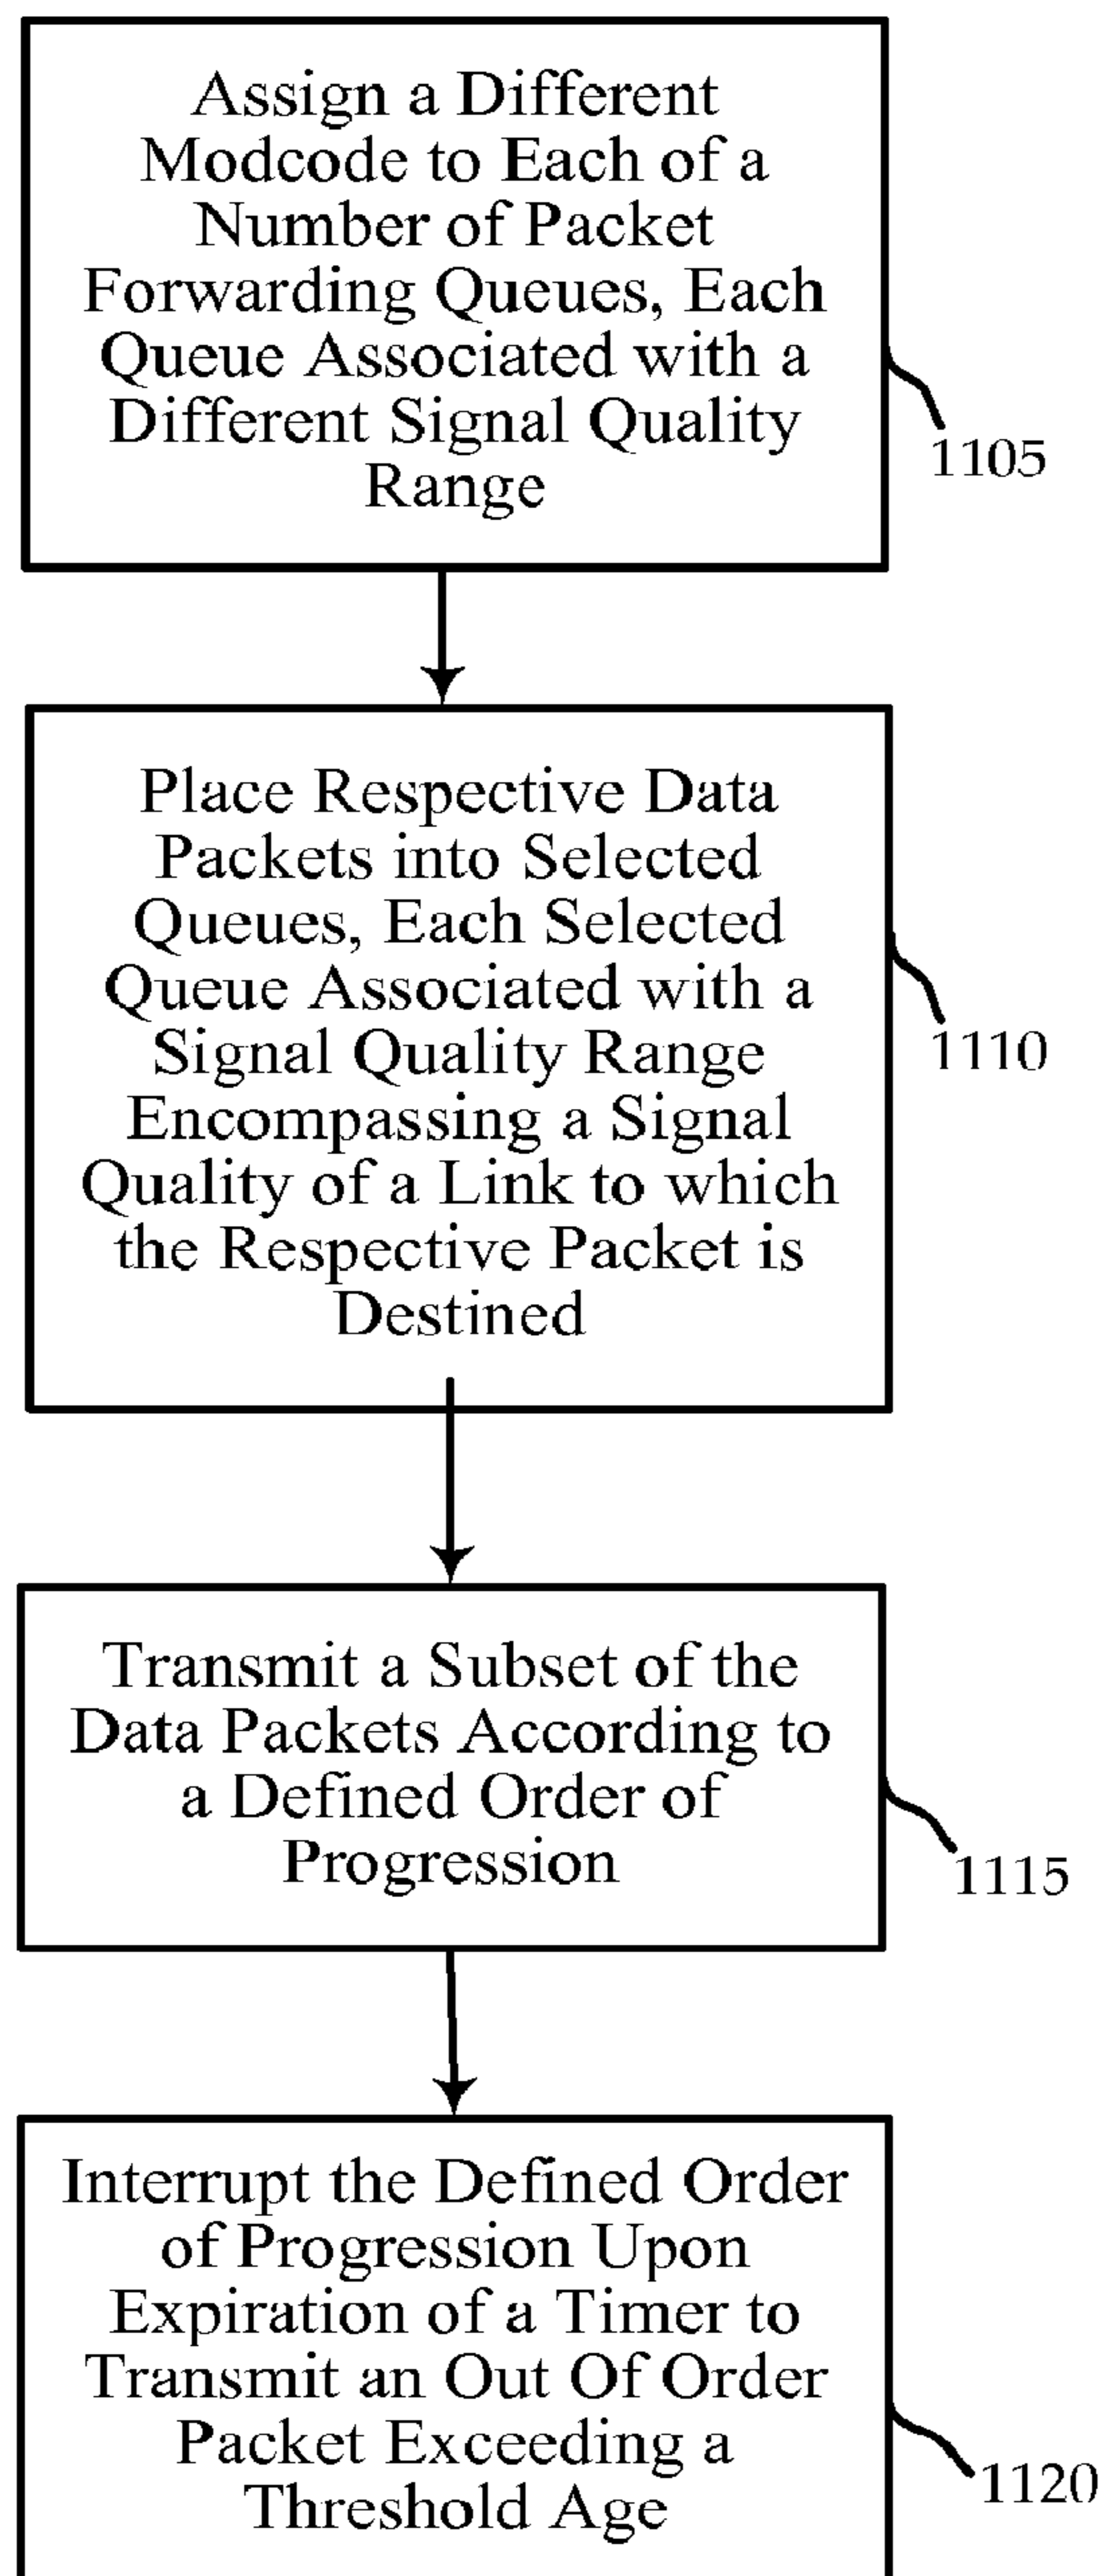 Assign a Different
Modcode to Each of a
Number of Packet
Forwarding Queues, Each
Queue Associated with a
Different Signal Quality
Range
1105
Place Respective Data
Packets into Selected
Queues, Each Selected
Queue Associated with a
Signal Quality Range
Encompassing a Signal
Quality of a Link to which
the Respective Packet is
Destined
1110
Transmit a Subset of the
Data Packets According to
a Defined Order of
Progression
1115
Interrupt the Defined Order
of Progression Upon
Expiration of a Timer to
Transmit an Out Of Order
Packet Exceeding a
Threshold Age
1120